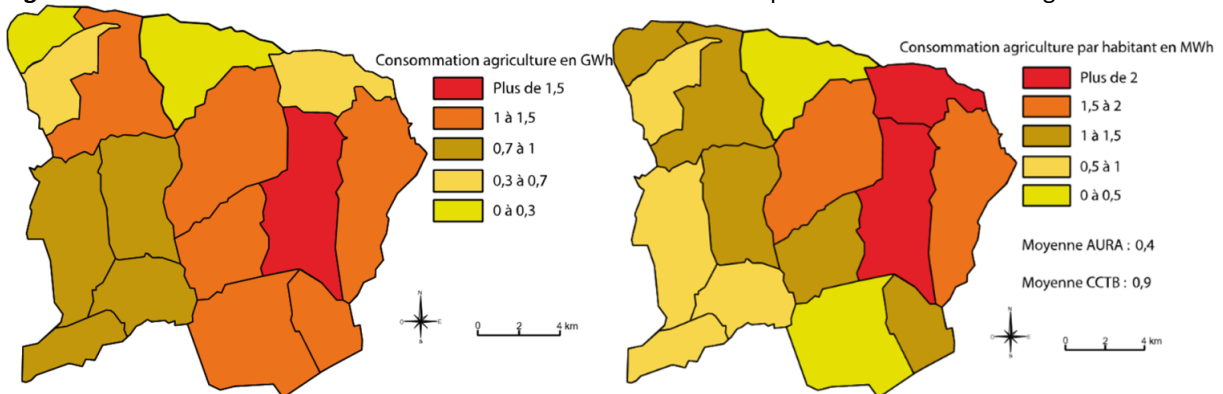 Consommation agriculture en GWh
Plus de 1,5
1 à 1,5
0,7 à 1
0,3 à 0,7
0 à 0,3
N
O
E
S
0 2 4 km
Consommation agriculture par habitant en MWh
Plus de 2
1,5 à 2
1 à 1,5
0,5 à 1
0 à 0,5
Moyenne AURA : 0,4
Moyenne CCTB : 0,9
N
O
E
S
0 2 4 km